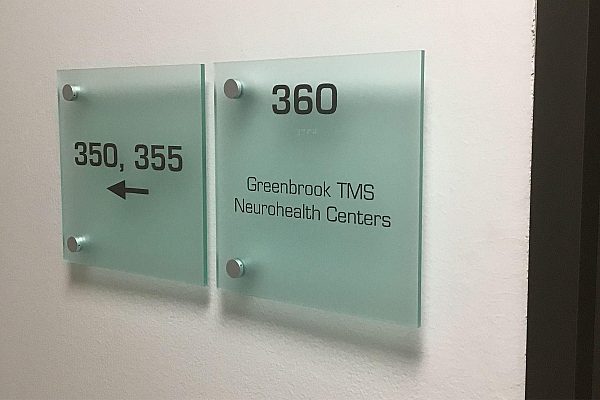 350, 355
360
Greenbrook TMS
Neurohealth Centers